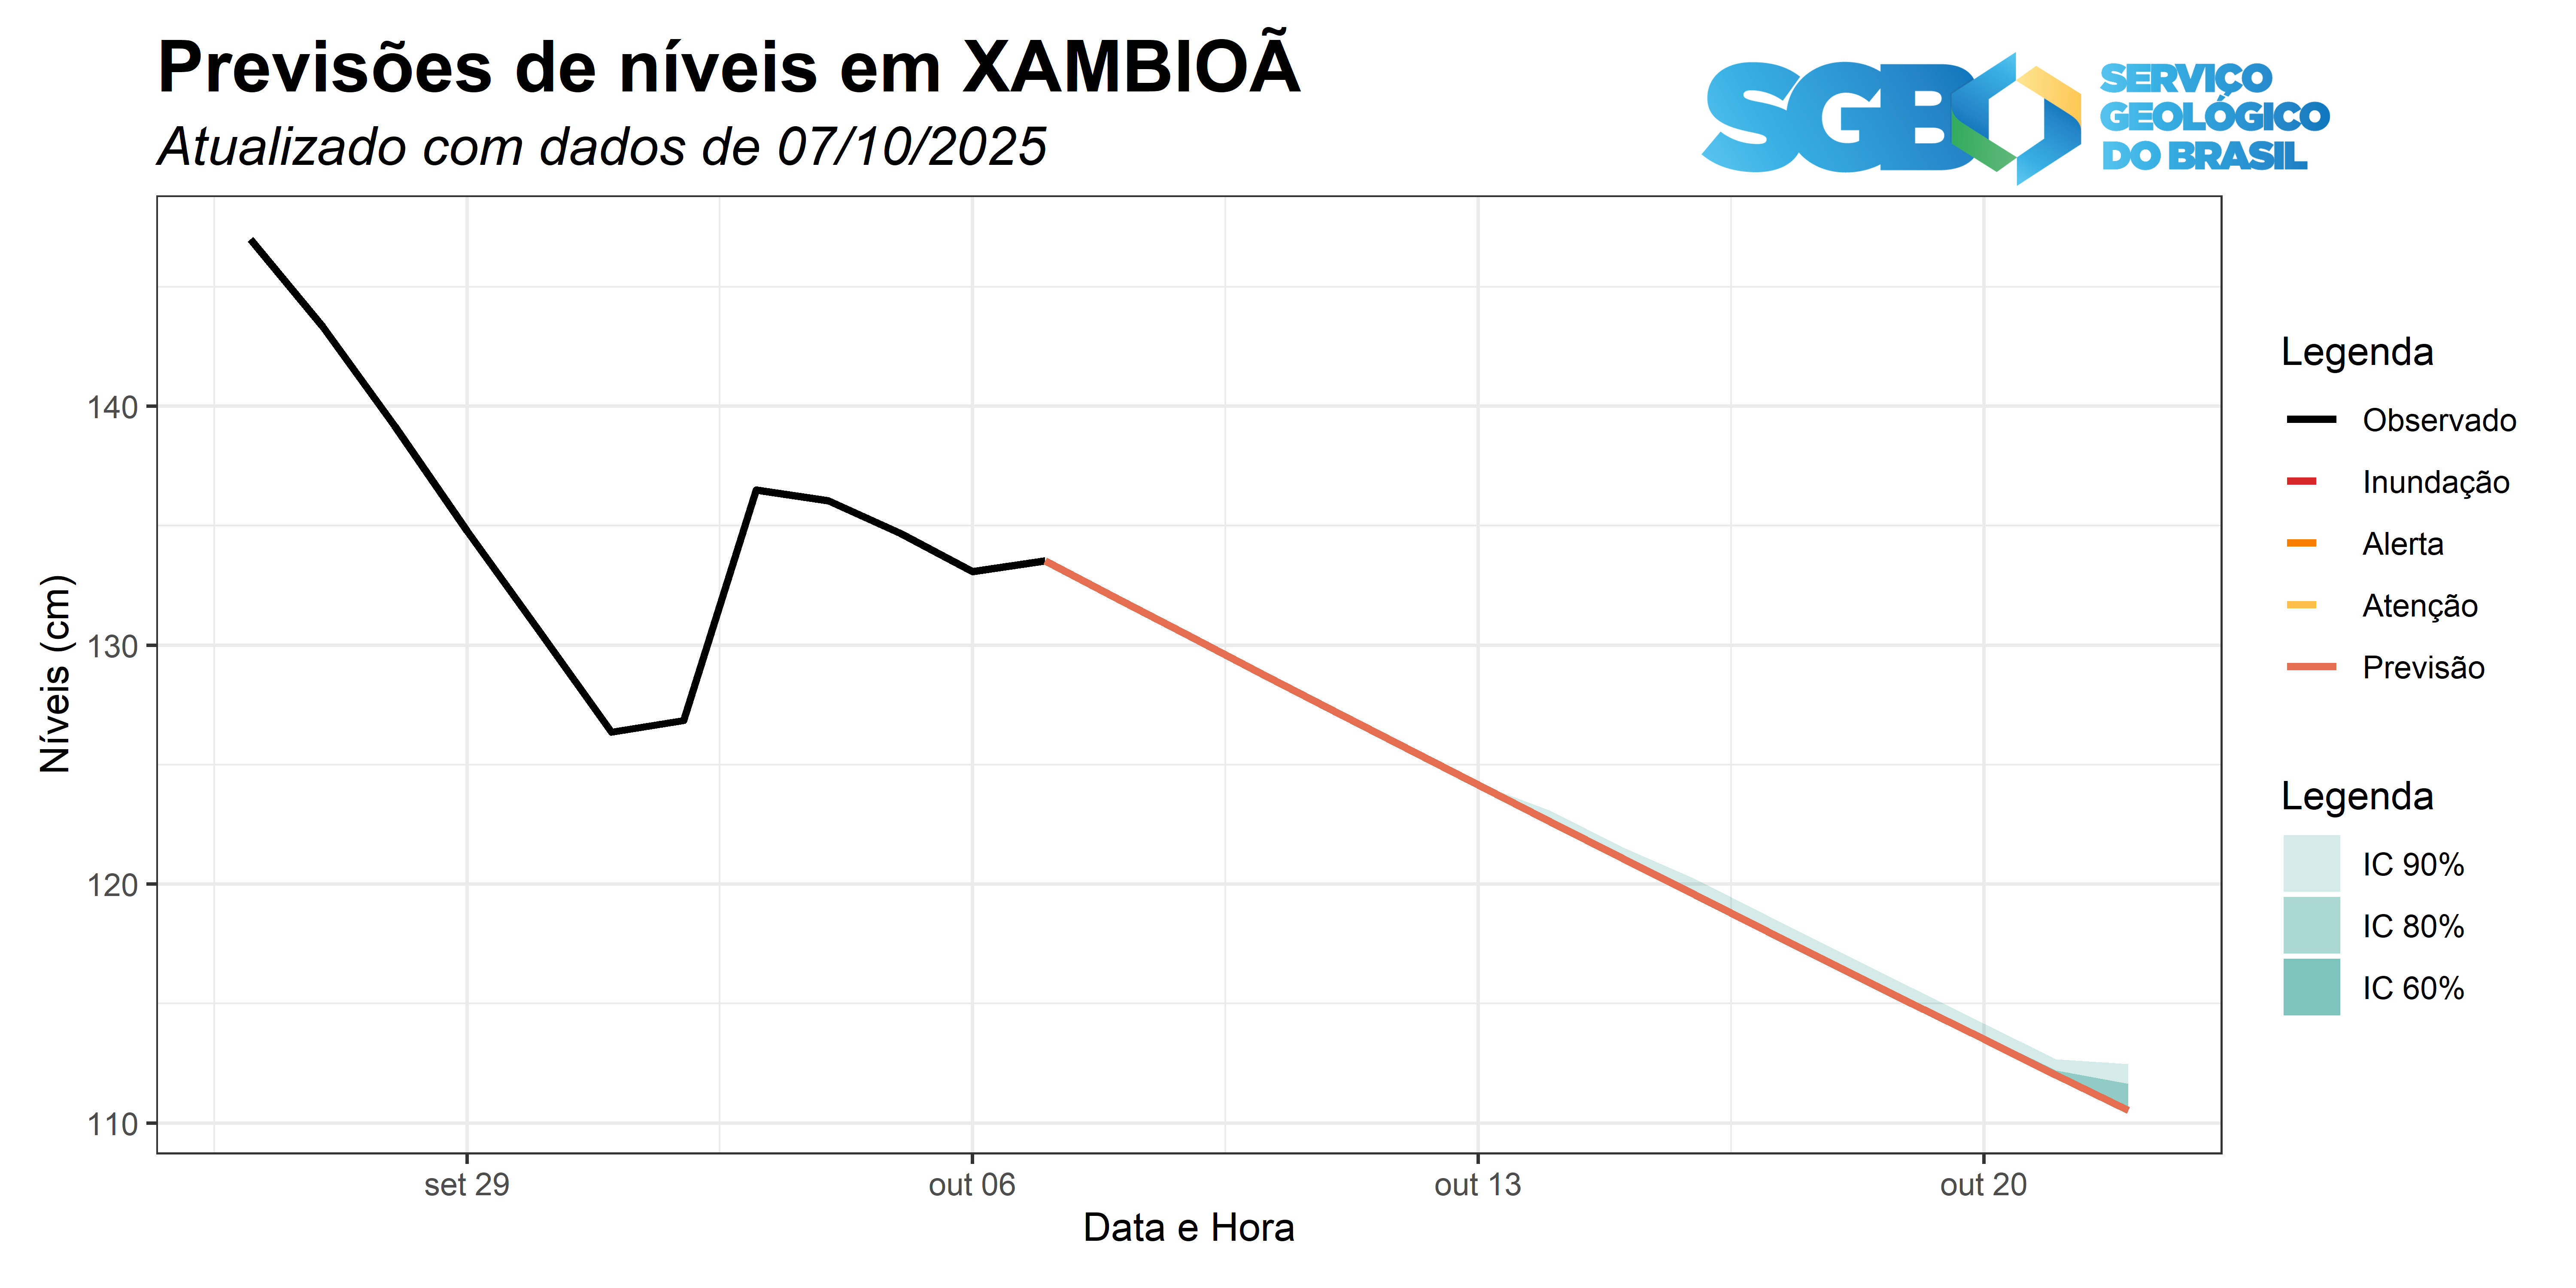 Previsões de níveis em XAMBIOÃ
Atualizado com dados de 07/10/2025
SGB
SERVIÇO
GEOLÓGICO
DO BRASIL
Níveis (cm)
140
130
120
110
set 29
out 06
out 13
out 20
Data e Hora
Legenda
Observado
Inundação
Alerta
Atenção
Previsão
Legenda
IC 90%
IC 80%
IC 60%